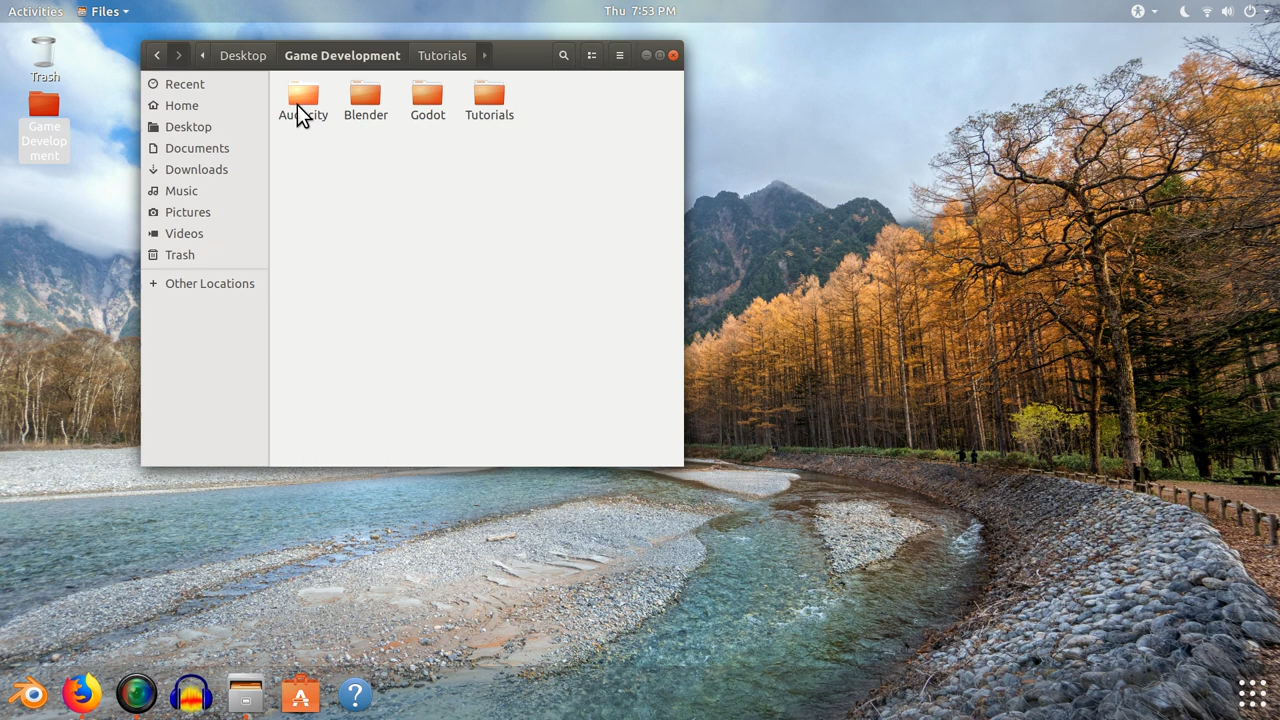 Activities Files Thu 7:53 PM
Trash
Game
Develop
ment
Desktop Game Development Tutorials
Recent
Home
Desktop
Documents
Downloads
Music
Pictures
Videos
Trash
Other Locations
Audacity Blender Godot Tutorials